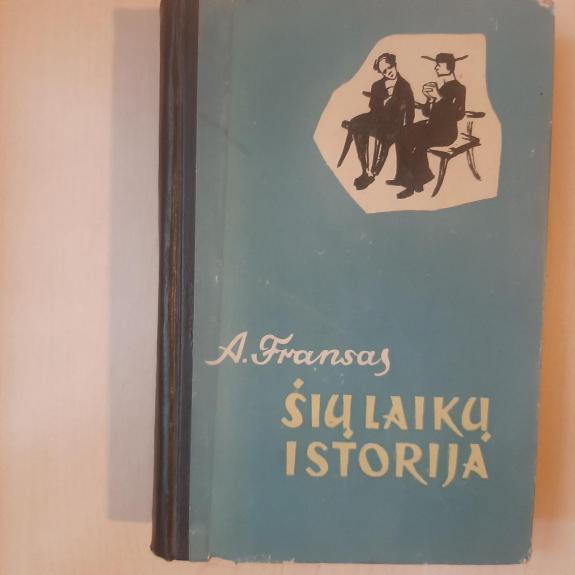 A. Fransas
ŠIŲ LAIKŲ
ISTORIJA